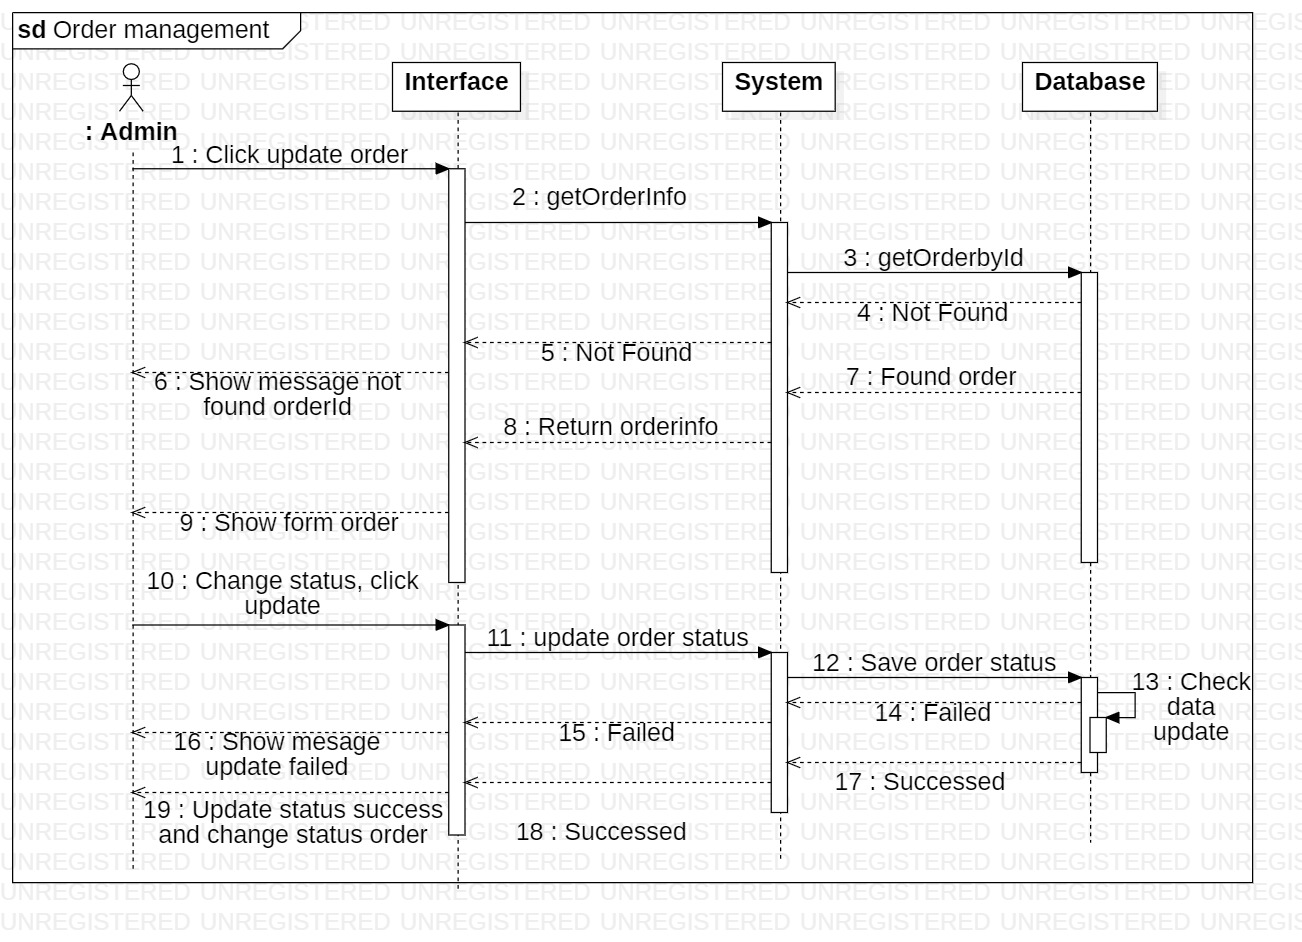 sd Order management
Interface
System
Database
: Admin
1 : Click update order
2 : getOrderInfo
3 : getOrderbyId
4 : Not Found
5 : Not Found
6 : Show message not
found orderId
7 : Found order
8 : Return orderinfo
9 : Show form order
10 : Change status, click
update
11 : update order status
12 : Save order status
13 : Check
data
update
14 : Failed
15 : Failed
16 : Show mesage
update failed
17 : Successed
18 : Successed
19 : Update status success
and change status order
UNREGISTERED